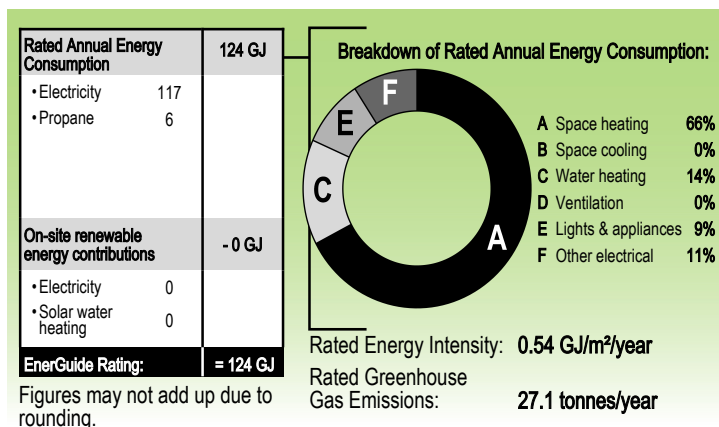 Rated Annual Energy
Consumption
124 GJ
• Electricity 117
• Propane 6
On-site renewable
energy contributions
- 0 GJ
• Electricity 0
• Solar water
heating 0
EnerGuide Rating: = 124 GJ
Figures may not add up due to
rounding.
Breakdown of Rated Annual Energy Consumption:
F
E
C
A
A Space heating 66%
B Space cooling 0%
C Water heating 14%
D Ventilation 0%
E Lights & appliances 9%
F Other electrical 11%
Rated Energy Intensity: 0.54 GJ/m²/year
Rated Greenhouse
Gas Emissions: 27.1 tonnes/year